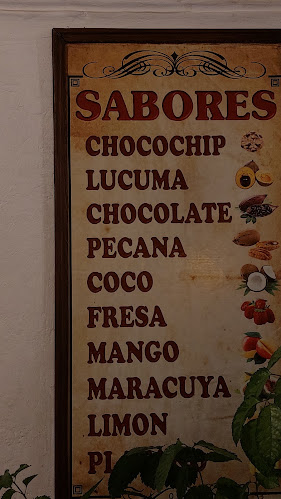 SABORES
CHOCOCHIP
LUCUMA
CHOCOLATE
PECANA
COCO
FRESA
MANGO
MARACUYA
LIMON